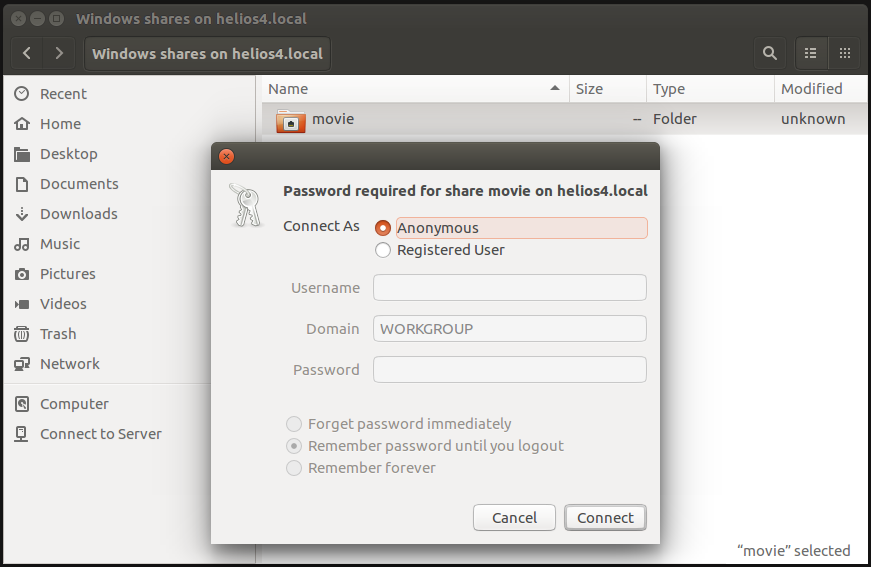 Windows shares on helios4.local
Windows shares on helios4.local
Name Size Type Modified
movie -- Folder unknown
Recent
Home
Desktop
Documents
Downloads
Music
Pictures
Videos
Trash
Network
Computer
Connect to Server
Password required for share movie on helios4.local
Connect As Anonymous
Registered User
Username
Domain WORKGROUP
Password
Forget password immediately
Remember password until you logout
Remember forever
Cancel Connect
“movie” selected